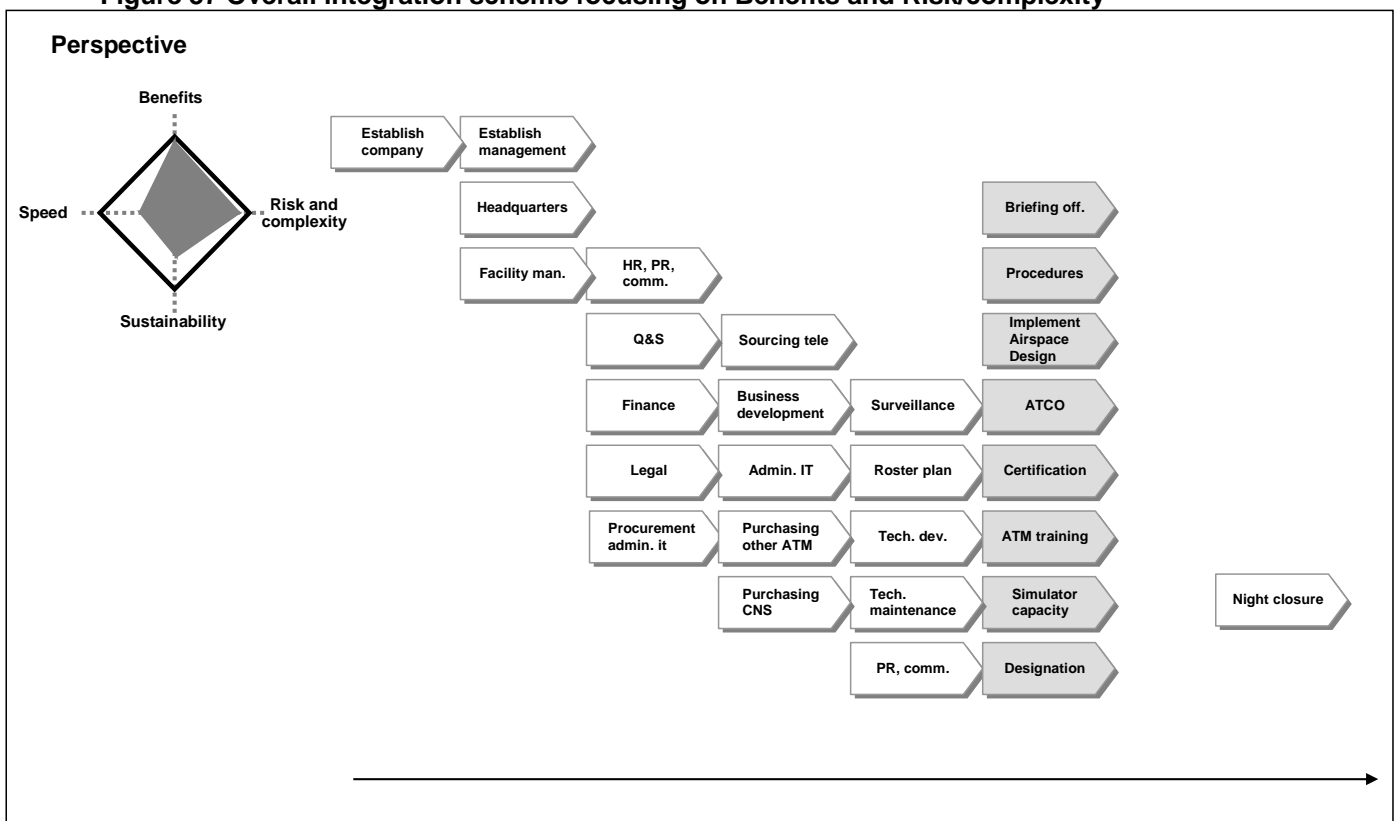 Figure 37 Overall integration scheme focusing on Benefits and Risk/complexity
Perspective
Benefits
Speed
Risk and
complexity
Sustainability
Establish
company
Establish
management
Headquarters
Briefing off.
Facility man.
HR, PR,
comm.
Procedures
Q&S
Sourcing tele
Implement
Airspace
Design
Finance
Business
development
Surveillance
ATCO
Legal
Admin. IT
Roster plan
Certification
Procurement
admin. it
Purchasing
other ATM
Tech. dev.
ATM training
Purchasing
CNS
Tech.
maintenance
Simulator
capacity
Night closure
PR, comm.
Designation